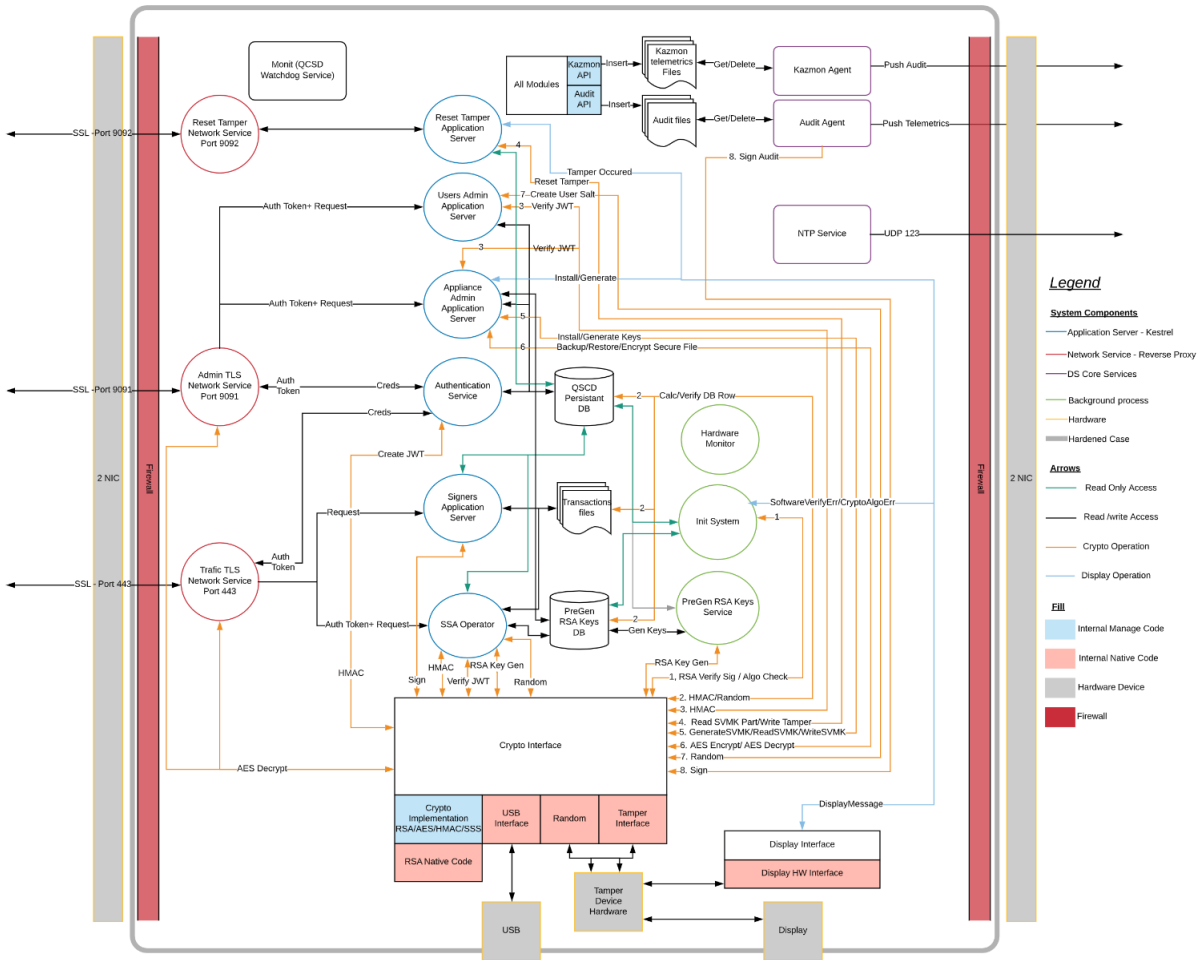 Monit (QCSD
Watchdog Service)
All Modules
Kazmon
API
Audit
API
Insert
Insert
Kazmon
telemetrics
Files
Audit files
Get/Delete
Get/Delete
Kazmon Agent
Audit Agent
Push Audit
Push Telemetrics
8. Sign Audit
SSL -Port 9092
Reset Tamper
Network Service
Port 9092
Reset Tamper
Application
Server
4
Tamper Occured
Reset Tamper
7
Create User Salt
3
Verify JWT
Users Admin
Application
Server
Auth Token+ Request
3
Verify JWT
NTP Service
UDP 123
Install/Generate
Appliance
Admin
Application
Server
Auth Token+ Request
5
Install/Generate Keys
6
Backup/Restore/Encrypt Secure File
SSL -Port 9091
Admin TLS
Network Service
Port 9091
Auth
Token
Creds
Authentication
Service
Creds
QSCD
Persistant
DB
2
Calc/Verify DB Row
Hardware
Monitor
Create JWT
2 NIC
Firewall
Firewall
2 NIC
Signers
Application
Server
Request
Transactions
files
2
Init System
SoftwareVerifyErr/CryptoAlgoErr
1
SSL - Port 443
Trafic TLS
Network Service
Port 443
Auth
Token
Auth Token+ Request
SSA Operator
PreGen
RSA Keys
DB
2
Gen Keys
PreGen RSA Keys
Service
HMAC
Sign
HMAC
Verify JWT
RSA Key Gen
Random
RSA Key Gen
1, RSA Verify Sig / Algo Check
2. HMAC/Random
3. HMAC
4. Read SVMK Part/Write Tamper
5. GenerateSVMK/ReadSVMK/WriteSVMK
6. AES Encrypt/ AES Decrypt
7. Random
8. Sign
Crypto Interface
AES Decrypt
Crypto
Implementation
RSA/AES/HMAC/SSS
USB
Interface
Random
Tamper
Interface
RSA Native Code
DisplayMessage
Display Interface
Display HW Interface
Tamper
Device
Hardware
USB
Display
Legend
System Components
Application Server - Kestrel
Network Service - Reverse Proxy
DS Core Services
Background process
Hardware
Hardened Case
Arrows
Read Only Access
Read /write Access
Crypto Operation
Display Operation
Fill
Internal Manage Code
Internal Native Code
Hardware Device
Firewall